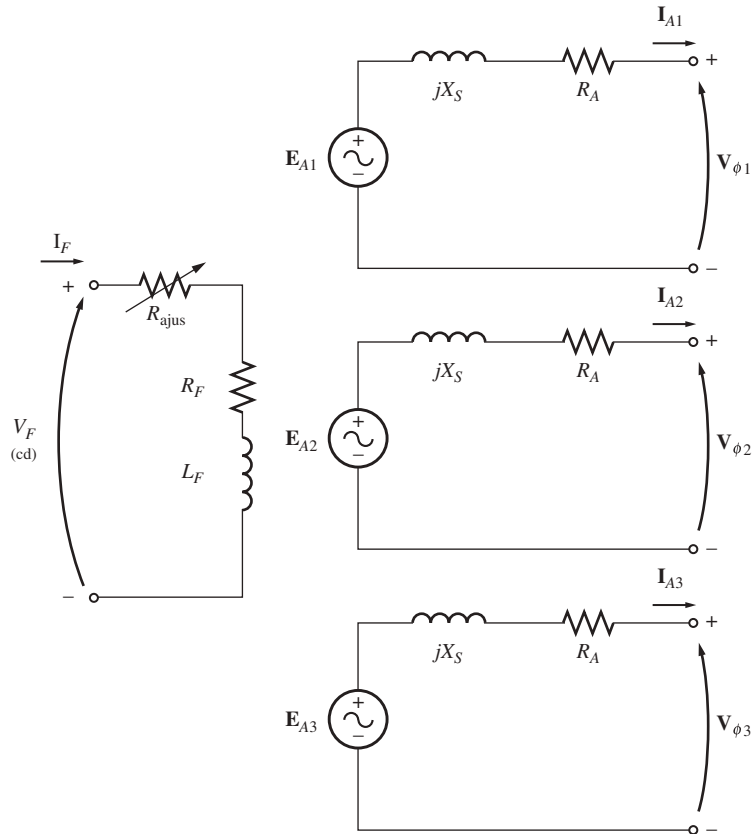 I_F
+
R_ajus
R_F
V_F
(cd)
L_F
−
I_A1
jX_S
R_A
+
E_A1
+
−
V_ϕ1
−
I_A2
jX_S
R_A
+
E_A2
+
−
V_ϕ2
−
I_A3
jX_S
R_A
+
E_A3
+
−
V_ϕ3
−